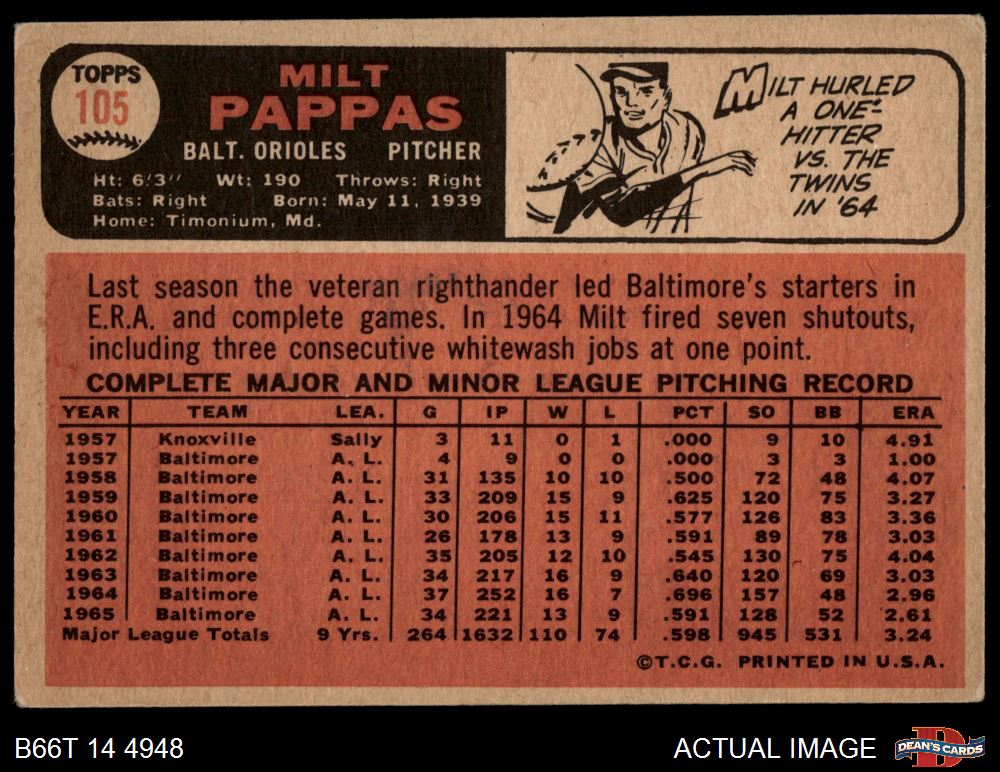 TOPPS
105
MILT
PAPPAS
BALT. ORIOLES PITCHER
Ht: 6'3" Wt: 190 Throws: Right
Bats: Right Born: May 11, 1939
Home: Timonium, Md.
MILT HURLED
A ONE-
HITTER
VS. THE
TWINS
IN '64
Last season the veteran righthander led Baltimore's starters in
E.R.A. and complete games. In 1964 Milt fired seven shutouts,
including three consecutive whitewash jobs at one point.
COMPLETE MAJOR AND MINOR LEAGUE PITCHING RECORD
YEAR TEAM LEA. G IP W L PCT SO BB ERA
1957 Knoxville Sally 3 11 0 1 .000 9 10 4.91
1957 Baltimore A. L. 4 9 0 0 .000 3 3 1.00
1958 Baltimore A. L. 31 135 10 10 .500 72 48 4.07
1959 Baltimore A. L. 33 209 15 9 .625 120 75 3.27
1960 Baltimore A. L. 30 206 15 11 .577 126 83 3.36
1961 Baltimore A. L. 26 178 13 9 .591 89 78 3.03
1962 Baltimore A. L. 35 205 12 10 .545 130 75 4.04
1963 Baltimore A. L. 34 217 16 9 .640 120 69 3.03
1964 Baltimore A. L. 37 252 16 7 .696 157 48 2.96
1965 Baltimore A. L. 34 221 13 9 .591 128 52 2.61
Major League Totals 9 Yrs. 264 1632 110 74 .598 945 531 3.24
©T.C.G. PRINTED IN U.S.A.
B66T 14 4948 ACTUAL IMAGE
DEAN'S CARDS